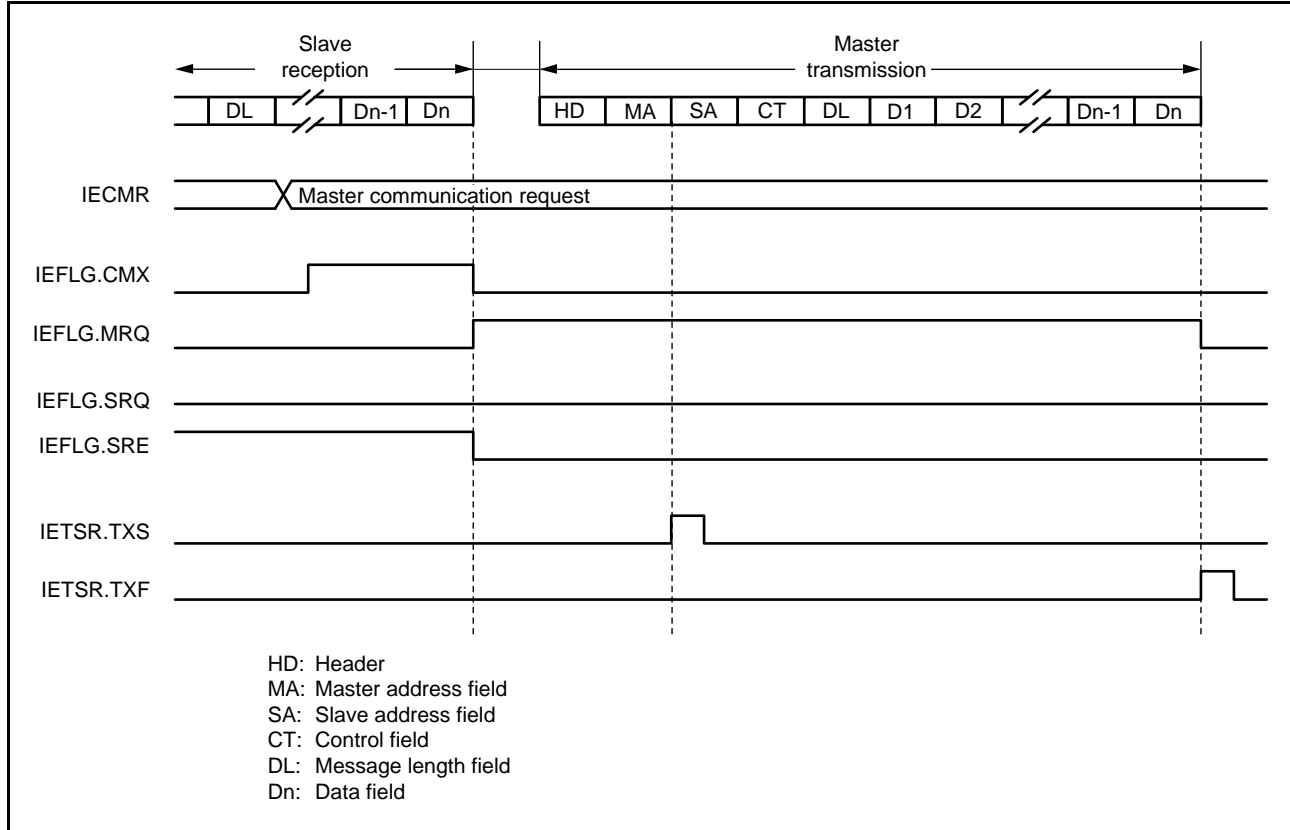 Slave
reception
Master
transmission
DL Dn-1 Dn HD MA SA CT DL D1 D2 Dn-1 Dn
IECMR Master communication request
IEFLG.CMX
IEFLG.MRQ
IEFLG.SRQ
IEFLG.SRE
IETSR.TXS
IETSR.TXF
HD: Header
MA: Master address field
SA: Slave address field
CT: Control field
DL: Message length field
Dn: Data field